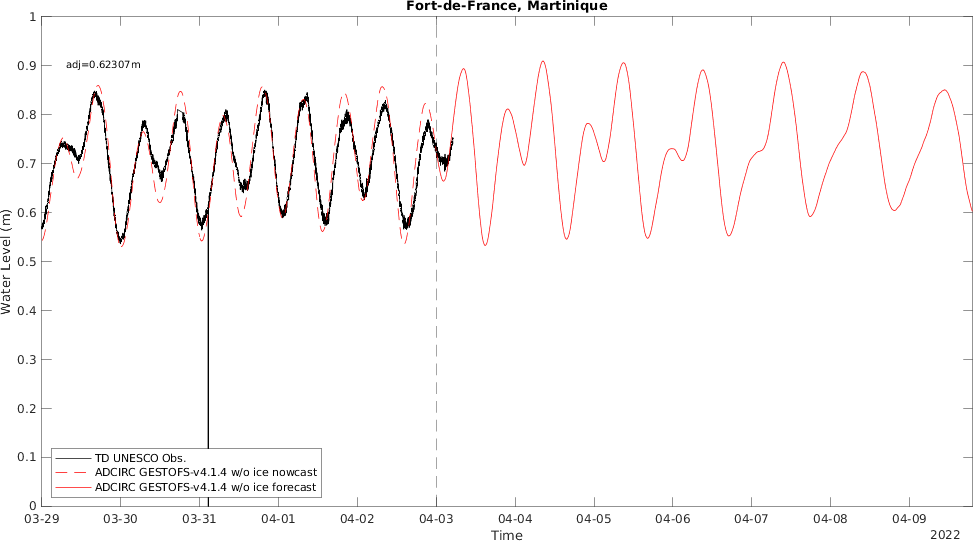 Fort-de-France, Martinique
adj=0.62307m
Water Level (m)
1
0.9
0.8
0.7
0.6
0.5
0.4
0.3
0.2
0.1
0
TD UNESCO Obs.
ADCIRC GESTOFS-v4.1.4 w/o ice nowcast
ADCIRC GESTOFS-v4.1.4 w/o ice forecast
03-29 03-30 03-31 04-01 04-02 04-03 04-04 04-05 04-06 04-07 04-08 04-09
Time
2022